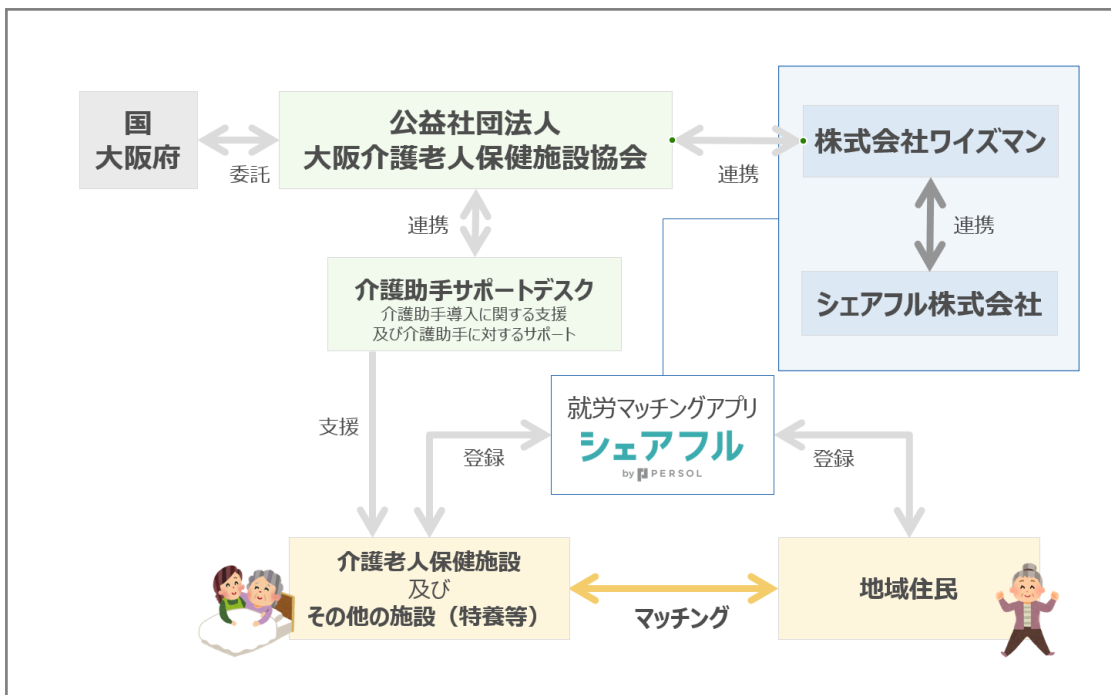 国
大阪府
委託
公益社団法人
大阪介護老人保健施設協会
連携
株式会社ワイズマン
連携
シェアフル株式会社
連携
介護助手サポートデスク
介護助手導入に関する支援
及び介護助手に対するサポート
支援
就労マッチングアプリ
シェアフル
by PERSOL
登録
登録
介護老人保健施設
及び
その他の施設（特養等）
マッチング
地域住民